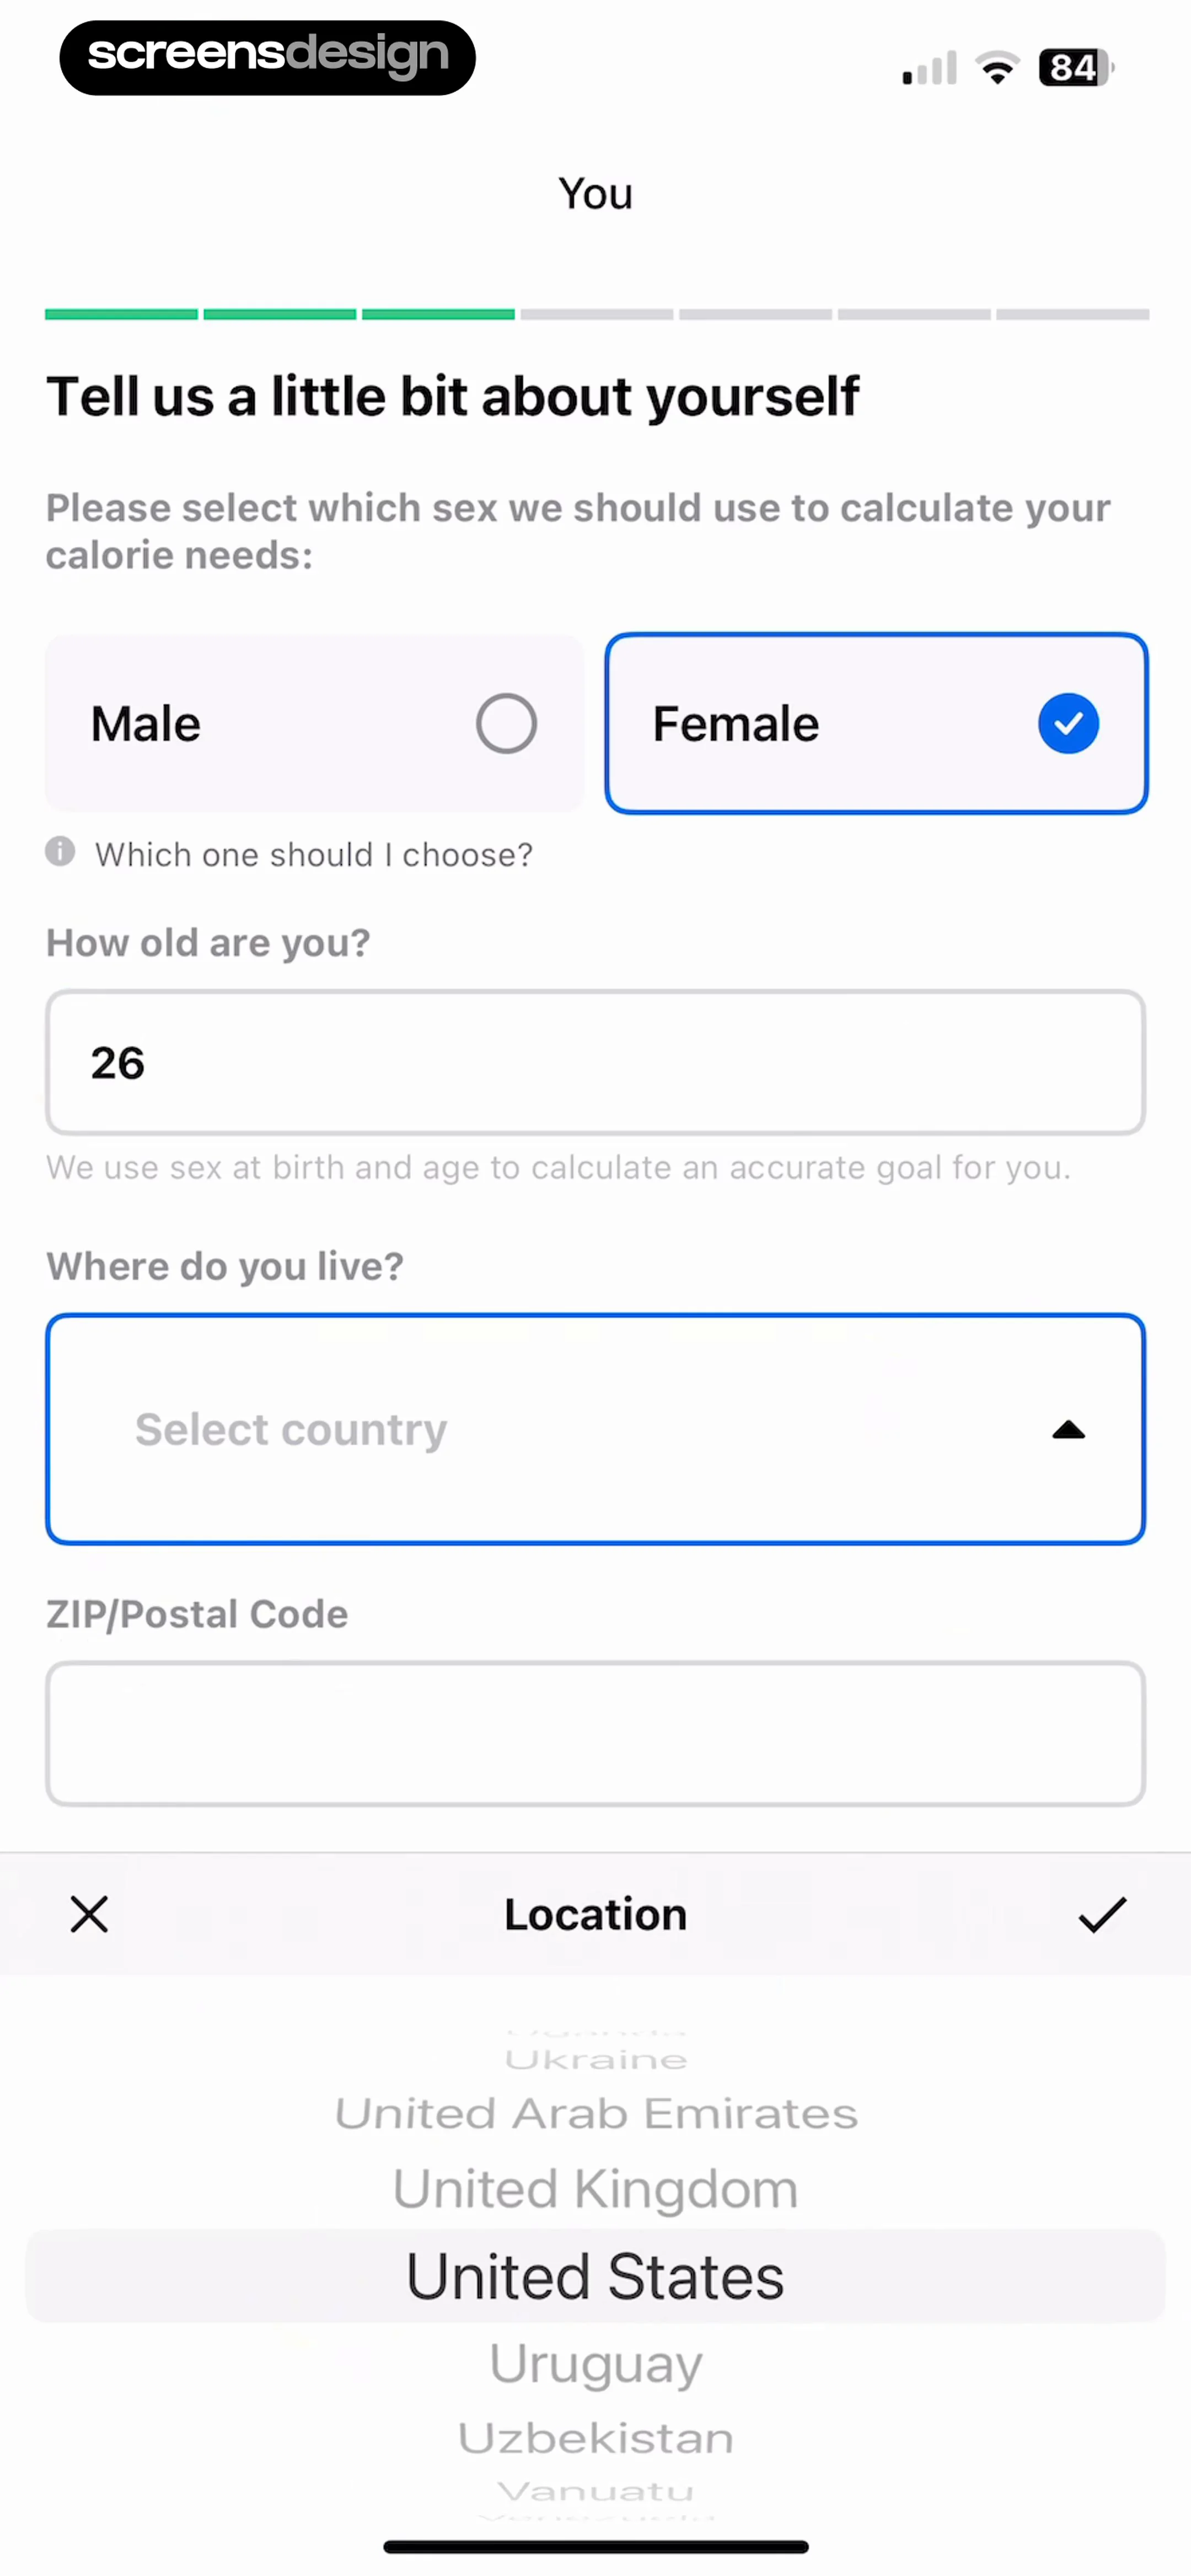 screensdesign
84
You
Tell us a little bit about yourself
Please select which sex we should use to calculate your
calorie needs:
Male
Female
Which one should I choose?
How old are you?
26
We use sex at birth and age to calculate an accurate goal for you.
Where do you live?
Select country
ZIP/Postal Code
Location
Uganda
Ukraine
United Arab Emirates
United Kingdom
United States
Uruguay
Uzbekistan
Vanuatu